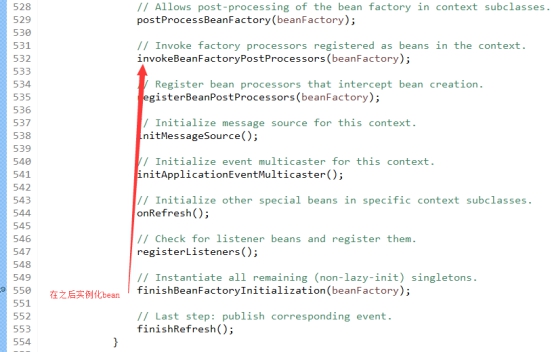 528 // Allows post-processing of the bean factory in context subclasses.
529 postProcessBeanFactory(beanFactory);
530
531 // Invoke factory processors registered as beans in the context.
532 invokeBeanFactoryPostProcessors(beanFactory);
533
534 // Register bean processors that intercept bean creation.
535 registerBeanPostProcessors(beanFactory);
536
537 // Initialize message source for this context.
538 initMessageSource();
539
540 // Initialize event multicaster for this context.
541 initApplicationEventMulticaster();
542
543 // Initialize other special beans in specific context subclasses.
544 onRefresh();
545
546 // Check for listener beans and register them.
547 registerListeners();
548
549 // Instantiate all remaining (non-lazy-init) singletons.
550 在之后实例化bean finishBeanFactoryInitialization(beanFactory);
551
552 // Last step: publish corresponding event.
553 finishRefresh();
554 }